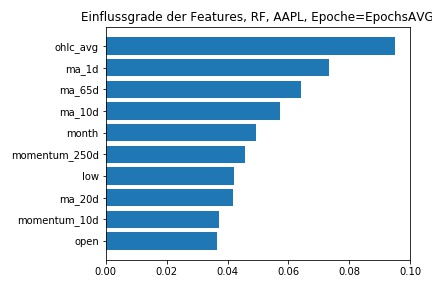 Einflussgrade der Features, RF, AAPL, Epoche=EpochsAVG
ohlc_avg
ma_1d
ma_65d
ma_10d
month
momentum_250d
low
ma_20d
momentum_10d
open
0.00 0.02 0.04 0.06 0.08 0.10